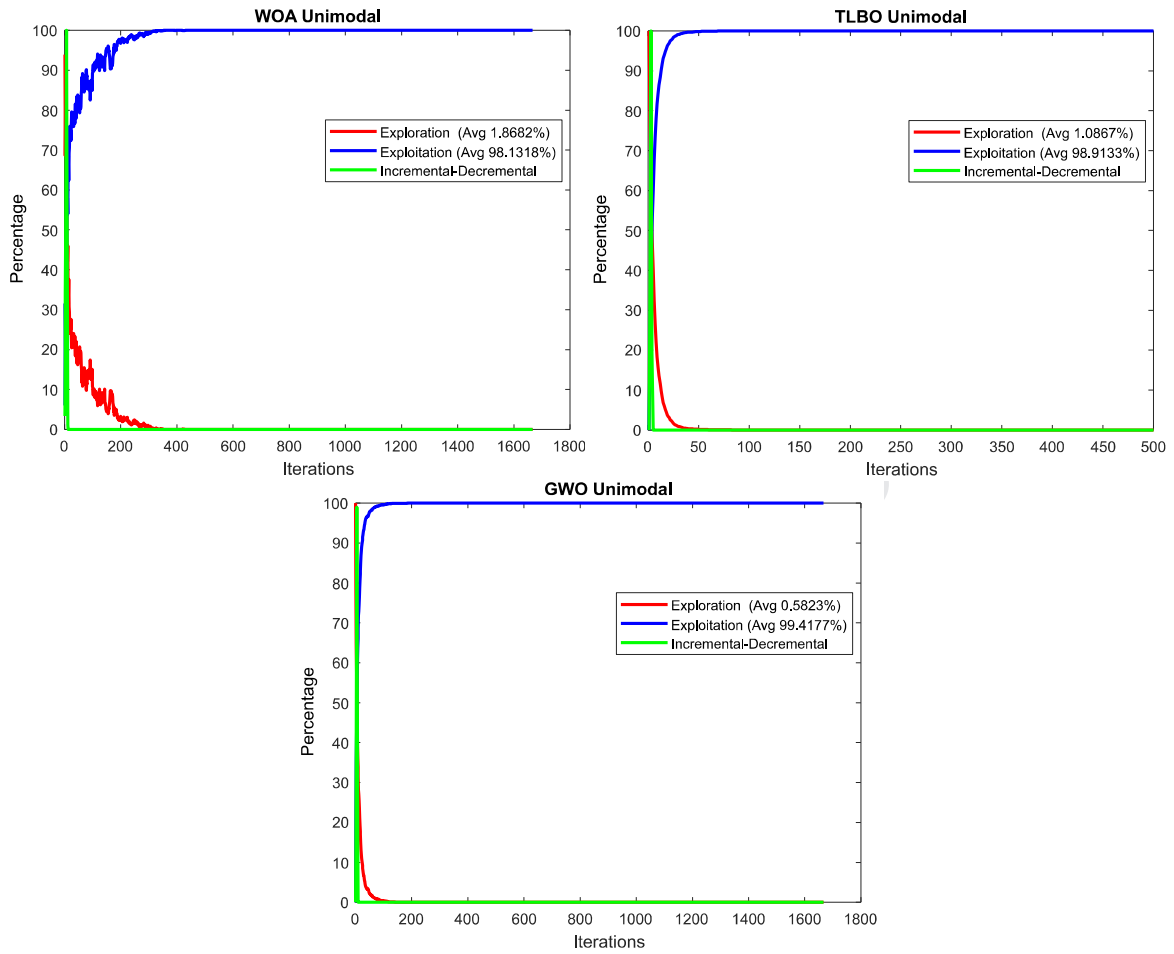 WOA Unimodal
100
90
80
70
60
50
40
30
20
10
0
Percentage
Exploration (Avg 1.8682%)
Exploitation (Avg 98.1318%)
Incremental-Decremental
0 200 400 600 800 1000 1200 1400 1600 1800
Iterations
TLBO Unimodal
100
90
80
70
60
50
40
30
20
10
0
Percentage
Exploration (Avg 1.0867%)
Exploitation (Avg 98.9133%)
Incremental-Decremental
0 50 100 150 200 250 300 350 400 450 500
Iterations
GWO Unimodal
100
90
80
70
60
50
40
30
20
10
0
Percentage
Exploration (Avg 0.5823%)
Exploitation (Avg 99.4177%)
Incremental-Decremental
0 200 400 600 800 1000 1200 1400 1600 1800
Iterations